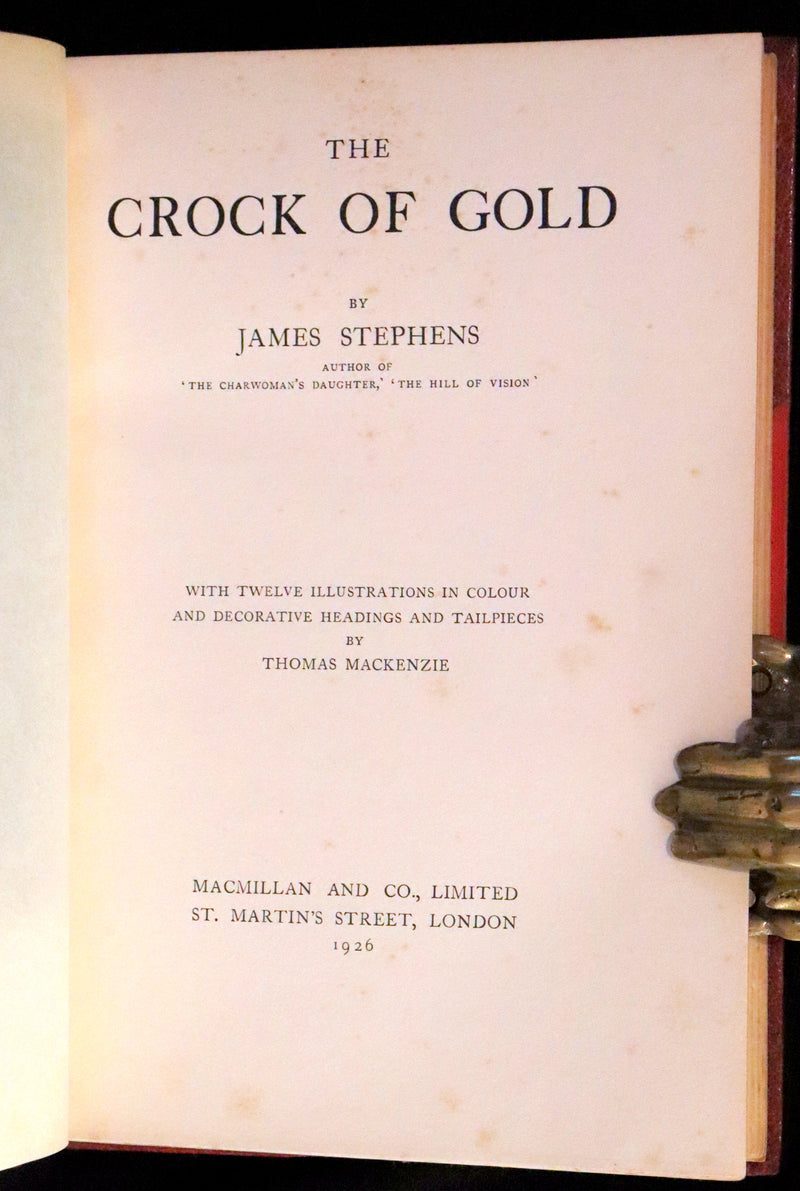 THE
CROCK OF GOLD
BY
JAMES STEPHENS
AUTHOR OF
‘THE CHARWOMAN’S DAUGHTER,’ ‘THE HILL OF VISION’
WITH TWELVE ILLUSTRATIONS IN COLOUR
AND DECORATIVE HEADINGS AND TAILPIECES
BY
THOMAS MACKENZIE
MACMILLAN AND CO., LIMITED
ST. MARTIN’S STREET, LONDON
1926